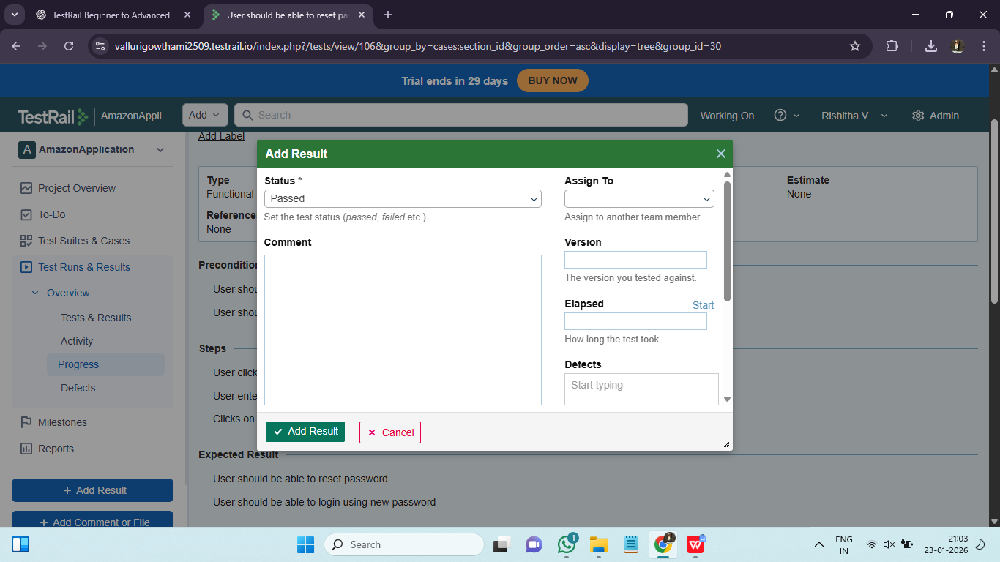 TestRail Beginner to Advanced
User should be able to reset pa
vallurigowthami2509.testrail.io/index.php?/tests/view/106&group_by=cases:section_id&group_order=asc&display=tree&group_id=30
Trial ends in 29 days
BUY NOW
TestRail
AmazonAppli...
Add
Search
Working On
Rishitha V...
Admin
A AmazonApplication
Project Overview
To-Do
Test Suites & Cases
Test Runs & Results
Overview
Tests & Results
Activity
Progress
Defects
Milestones
Reports
+ Add Result
+ Add Comment or File
Add Label
Type
Functional
Reference
None
Estimate
None
Precondition
User shou
User shou
Steps
User click
User ente
Clicks on
Expected Result
User should be able to reset password
User should be able to login using new password
Add Result
Status *
Passed
Set the test status (passed, failed etc.).
Comment
Assign To
Assign to another team member.
Version
The version you tested against.
Elapsed
Start
How long the test took.
Defects
Start typing
Add Result
Cancel
Search
1
ENG
IN
21:03
23-01-2026